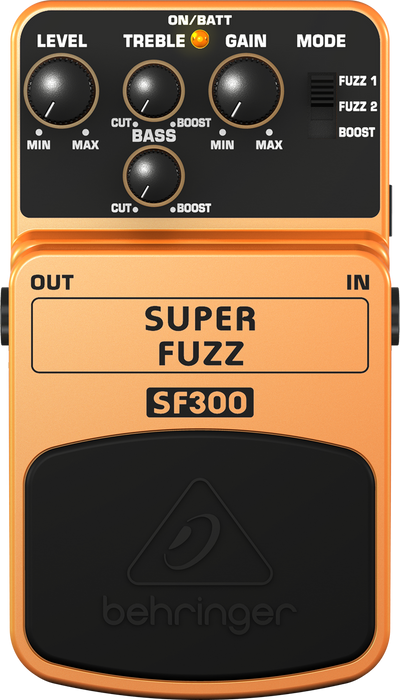 ON/BATT
LEVEL TREBLE GAIN MODE
FUZZ 1
FUZZ 2
BOOST
CUT BOOST
BASS
MIN MAX
MIN MAX
CUT BOOST
OUT IN
SUPER
FUZZ
SF300
behringer